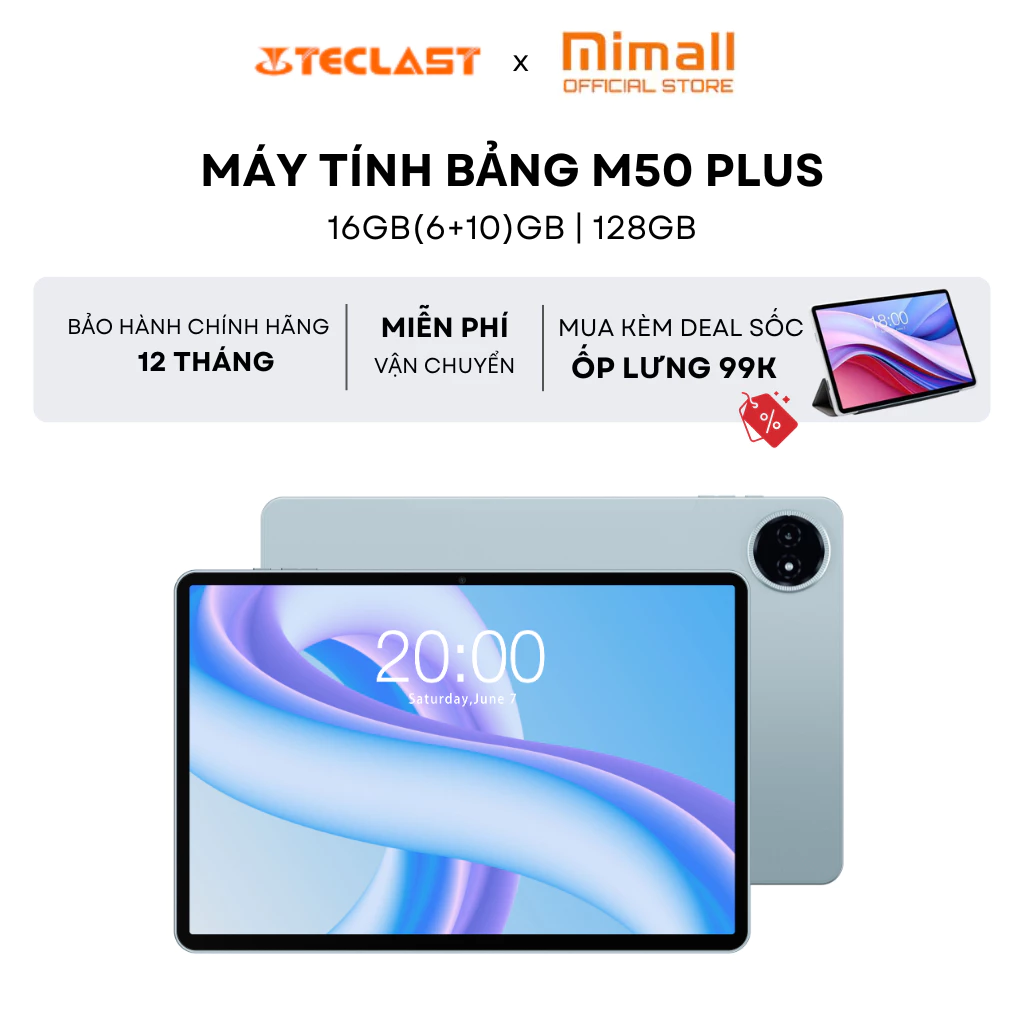 TECLAST x mimall
OFFICIAL STORE
MÁY TÍNH BẢNG M50 PLUS
16GB(6+10)GB | 128GB
BẢO HÀNH CHÍNH HÃNG
12 THÁNG
MIỄN PHÍ
VẬN CHUYỂN
MUA KÈM DEAL SỐC
ỐP LƯNG 99K
18:00
%
20:00
Saturday,June 7